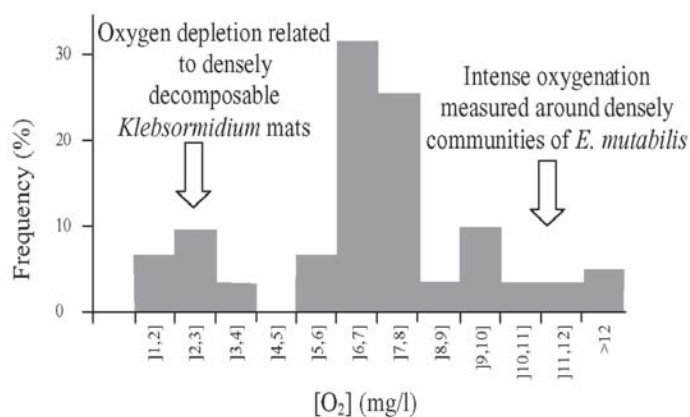 Oxygen depletion related
to densely
decomposable
Klebsormidium mats
Intense oxygenation
measured around densely
communities of E. mutabilis
Frequency (%)
30
20
10
0
]1,2]
]2,3]
]3,4]
]4,5]
]5,6]
]6,7]
]7,8]
]8,9]
]9,10]
]10,11]
]11,12]
>12
[O₂] (mg/l)